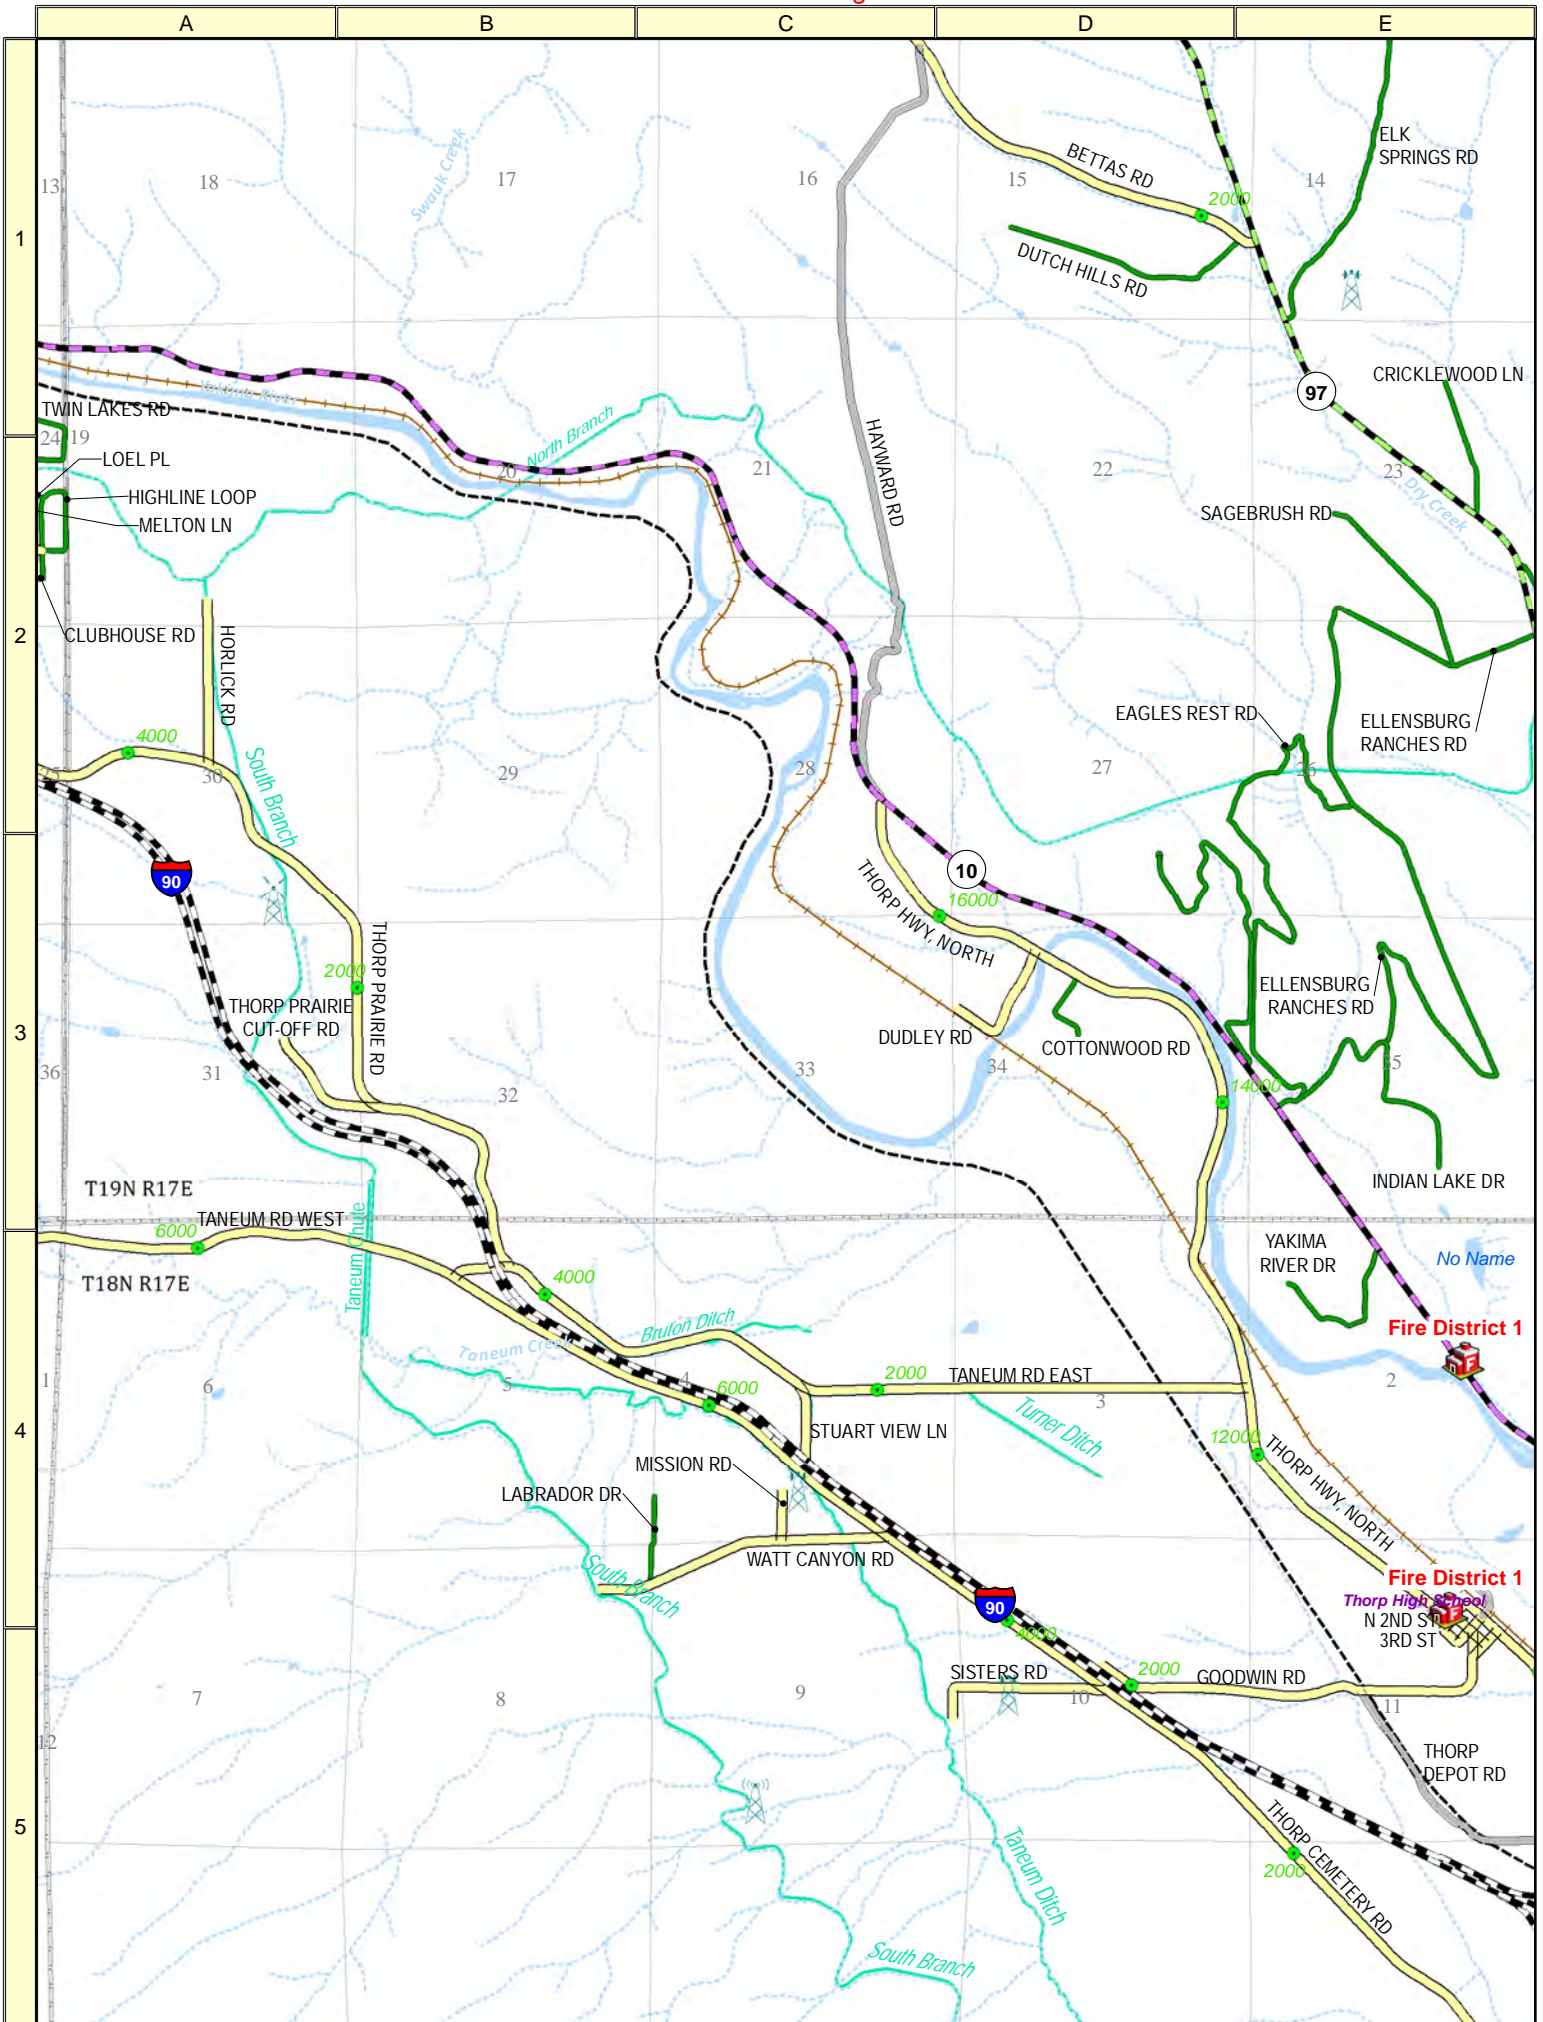 A
B
C
D
E
1
2
3
4
5
13
18
17
16
15
14
Swauk Creek
BETTAS RD
2000
ELK
SPRINGS RD
DUTCH HILLS RD
97
CRICKLEWOOD LN
Yakima River
TWIN LAKES RD
24
19
LOEL PL
HIGHLINE LOOP
MELTON LN
North Branch
20
21
HAYWARD RD
22
23
Dry Creek
SAGEBRUSH RD
CLUBHOUSE RD
HORLICK RD
EAGLES REST RD
ELLENSBURG
RANCHES RD
4000
25
30
South Branch
29
28
27
26
90
10
16000
THORP HWY, NORTH
THORP PRAIRIE RD
2000
THORP PRAIRIE
CUT-OFF RD
ELLENSBURG
RANCHES RD
DUDLEY RD
COTTONWOOD RD
36
31
32
33
34
35
14000
INDIAN LAKE DR
T19N R17E
TANEUM RD WEST
6000
T18N R17E
Taneum Chute
YAKIMA
RIVER DR
No Name
4000
Fire District 1
Bruton Ditch
Taneum Creek
1
6
5
4
6000
2000
TANEUM RD EAST
3
2
Turner Ditch
STUART VIEW LN
12000
THORP HWY, NORTH
MISSION RD
LABRADOR DR
WATT CANYON RD
South Branch
Fire District 1
Thorp High School
N 2ND ST
3RD ST
90
4000
SISTERS RD
2000
GOODWIN RD
7
8
9
10
11
12
THORP
DEPOT RD
THORP CEMETERY RD
2000
Taneum Ditch
South Branch